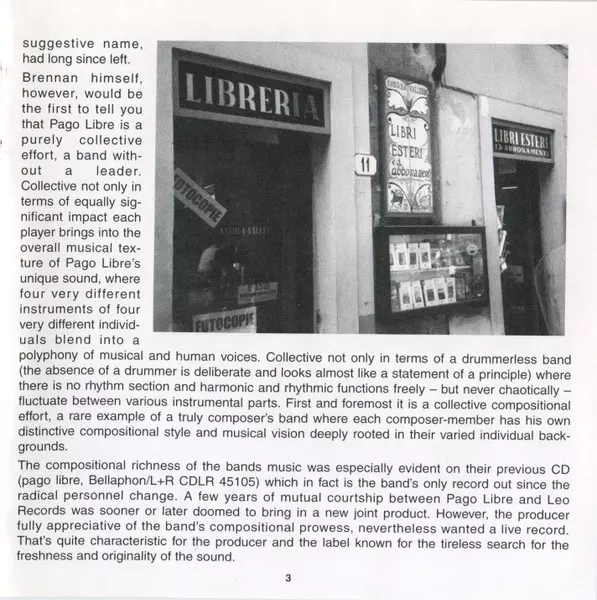 suggestive name,
had long since left.
Brennan himself,
however, would be
the first to tell you
that Pago Libre is a
purely collective
effort, a band with-
out a leader.
Collective not only in
terms of equally sig-
nificant impact each
player brings into the
overall musical tex-
ture of Pago Libre's
unique sound, where
four very different
instruments of four
very different individ-
uals blend into a
polyphony of musical and human voices. Collective not only in terms of a drummerless band
(the absence of a drummer is deliberate and looks almost like a statement of a principle) where
there is no rhythm section and harmonic and rhythmic functions freely – but never chaotically –
fluctuate between various instrumental parts. First and foremost it is a collective compositional
effort, a rare example of a truly composer's band where each composer-member has his own
distinctive compositional style and musical vision deeply rooted in their varied individual back-
grounds.
The compositional richness of the bands music was especially evident on their previous CD
(pago libre, Bellaphon/L+R CDLR 45105) which in fact is the band's only record out since the
radical personnel change. A few years of mutual courtship between Pago Libre and Leo
Records was sooner or later doomed to bring in a new joint product. However, the producer
fully appreciative of the band's compositional prowess, nevertheless wanted a live record.
That's quite characteristic for the producer and the label known for the tireless search for the
freshness and originality of the sound.
3
LIBRERIA
FOTOCOPIE
FOTOCOPIE
11
LIBRI
ESTERI
ed
abbonamenti
LIBRI ESTERI
ED ABBONAMENTI